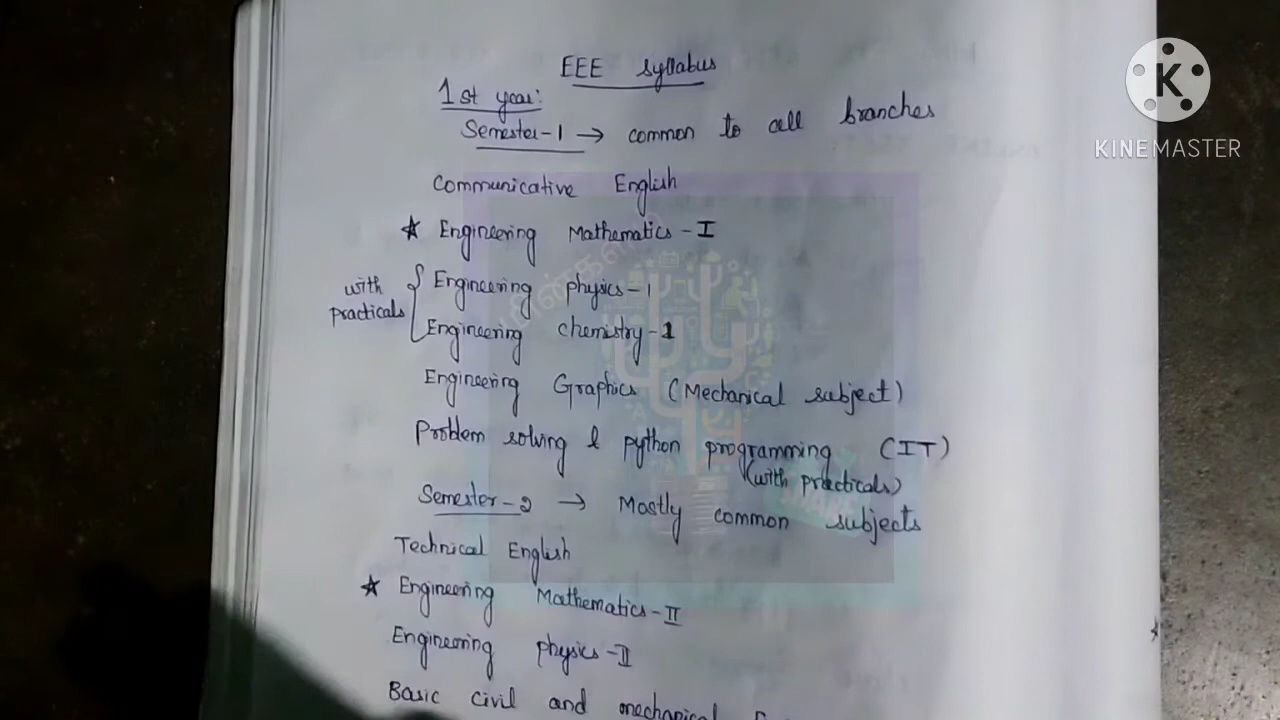 EEE syllabus
1st year:
Semester-1 → common to all branches
Communicative English
★ Engineering Mathematics - I
with practicals
Engineering physics-1
Engineering chemistry-1
Engineering Graphics (Mechanical subject)
Problem solving & python programming (IT)
(with practicals)
Semester-2 → Mostly common subjects
Technical English
★ Engineering Mathematics-II
Engineering physics-II
Basic civil and mechanical
K
KINEMASTER